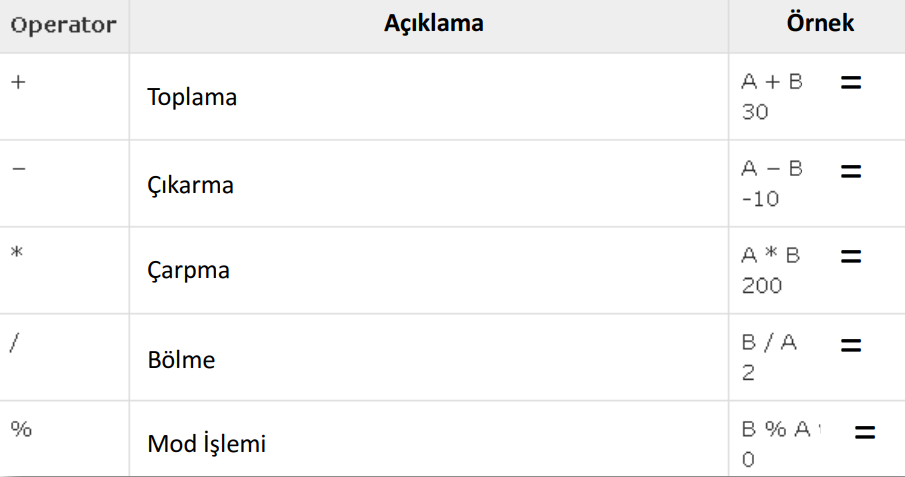 Operator Açıklama Örnek
+ Toplama A + B =
30
− Çıkarma A − B =
-10
* Çarpma A * B =
200
/ Bölme B / A =
2
% Mod İşlemi B % A =
0